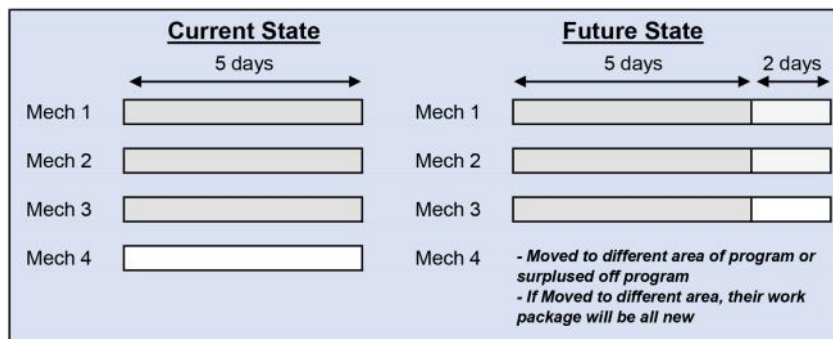 Current State
Future State
5 days
5 days
2 days
Mech 1
Mech 1
Mech 2
Mech 2
Mech 3
Mech 3
Mech 4
Mech 4
- Moved to different area of program or
surplused off program
- If Moved to different area, their work
package will be all new